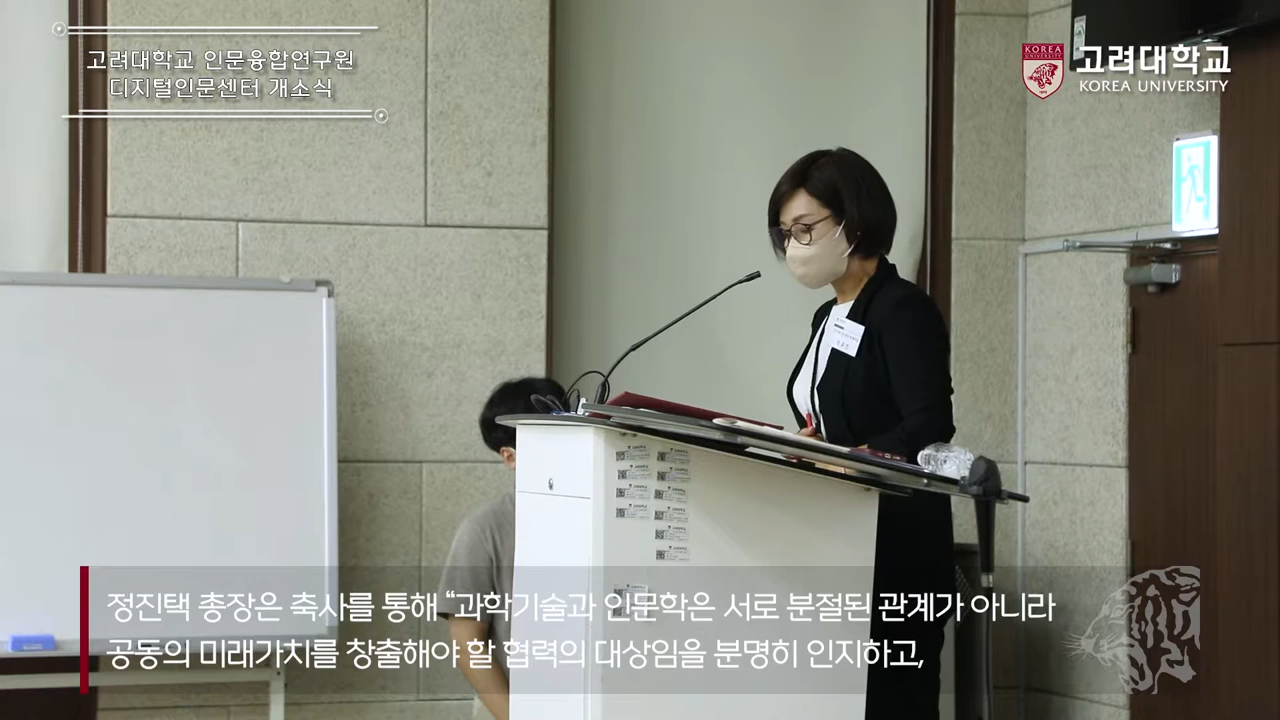 고려대학교 인문융합연구원
디지털인문센터 개소식
KOREA
UNIVERSITY
고려대학교
KOREA UNIVERSITY
정진택 총장은 축사를 통해 “과학기술과 인문학은 서로 분절된 관계가 아니라
공동의 미래가치를 창출해야 할 협력의 대상임을 분명히 인지하고,